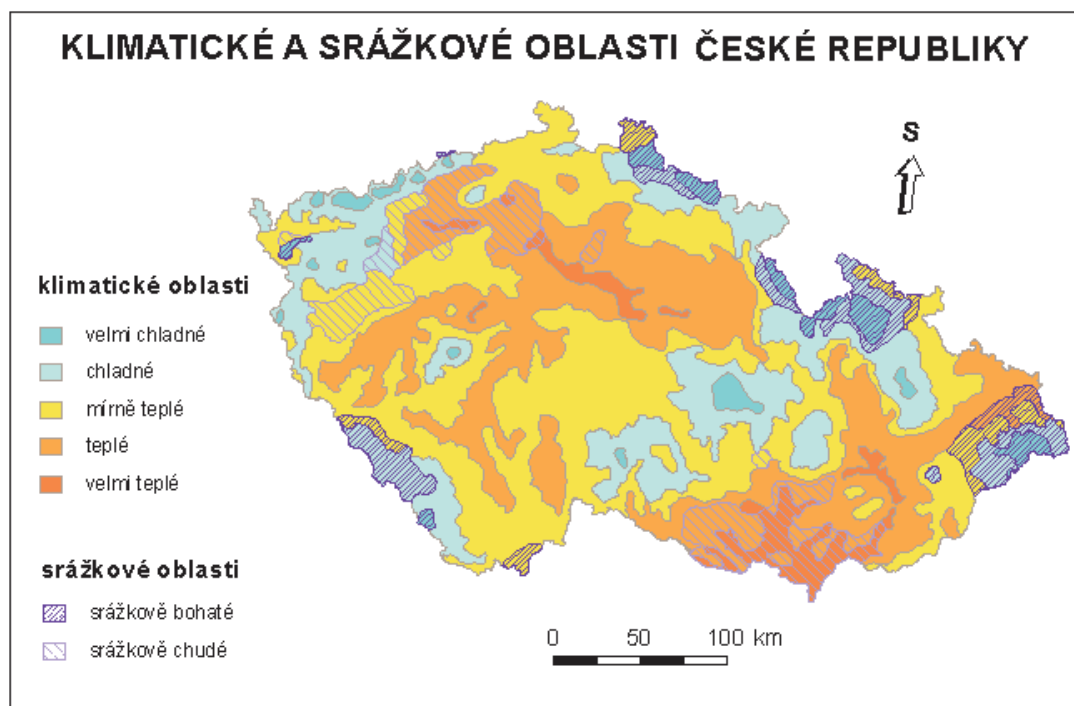 KLIMATICKÉ A SRÁŽKOVÉ OBLASTI ČESKÉ REPUBLIKY
S
klimatické oblasti
velmi chladné
chladné
mírně teplé
teplé
velmi teplé
srážkové oblasti
srážkově bohaté
srážkově chudé
0 50 100 km